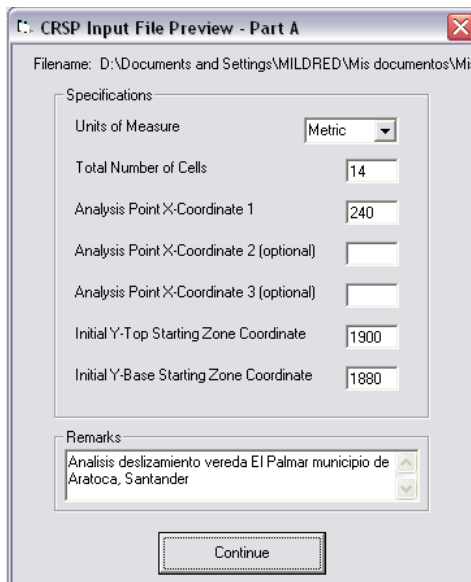 CRSP Input File Preview - Part A
Filename: D:\Documents and Settings\MILDRED\Mis documentos\Mi
Specifications
Units of Measure Metric
Total Number of Cells 14
Analysis Point X-Coordinate 1 240
Analysis Point X-Coordinate 2 (optional)
Analysis Point X-Coordinate 3 (optional)
Initial Y-Top Starting Zone Coordinate 1900
Initial Y-Base Starting Zone Coordinate 1880
Remarks
Analisis deslizamiento vereda El Palmar municipio de
Aratoca, Santander
Continue